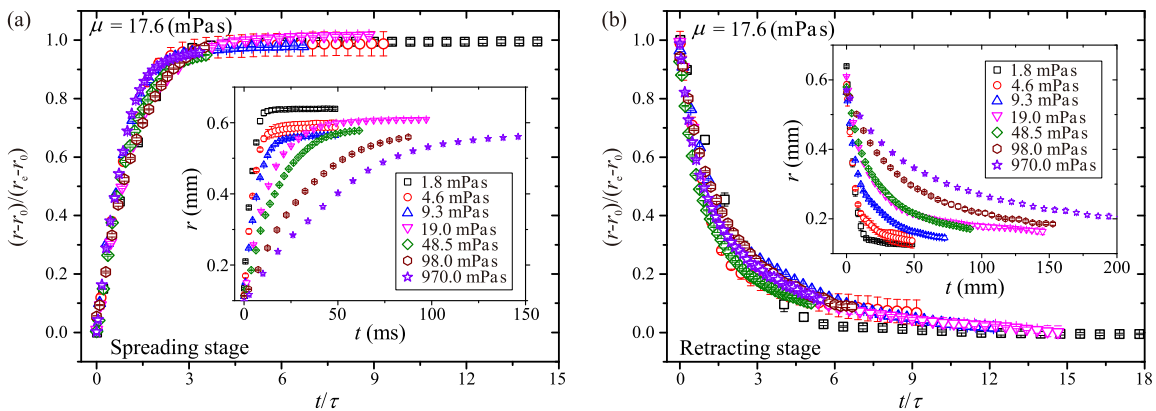 (a)
μ = 17.6 (mPas)
(r-r₀)/(rₑ-r₀)
1.0
0.8
0.6
0.4
0.2
0.0
r (mm)
0.6
0.4
0.2
0
50
100
150
t (ms)
1.8 mPas
4.6 mPas
9.3 mPas
19.0 mPas
48.5 mPas
98.0 mPas
970.0 mPas
Spreading stage
0
3
6
9
12
15
t/τ
(b)
μ = 17.6 (mPas)
(r-r₀)/(rₑ-r₀)
1.0
0.8
0.6
0.4
0.2
0.0
r (mm)
0.6
0.4
0.2
0
50
100
150
200
t (mm)
1.8 mPas
4.6 mPas
9.3 mPas
19.0 mPas
48.5 mPas
98.0 mPas
970.0 mPas
Retracting stage
0
3
6
9
12
15
18
t/τ